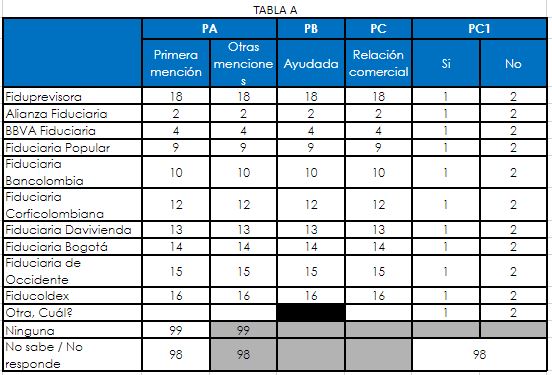 TABLA A
PA PB PC PC1
Primera mención Otras menciones Ayudada Relación comercial Si No
Fiduprevisora 18 18 18 18 1 2
Alianza Fiduciaria 2 2 2 2 1 2
BBVA Fiduciaria 4 4 4 4 1 2
Fiduciaria Popular 9 9 9 9 1 2
Fiduciaria Bancolombia 10 10 10 10 1 2
Fiduciaria Corficolombiana 12 12 12 12 1 2
Fiduciaria Davivienda 13 13 13 13 1 2
Fiduciaria Bogotá 14 14 14 14 1 2
Fiduciaria de Occidente 15 15 15 15 1 2
Fiducoldex 16 16 16 16 1 2
Otra, Cuál? 1 2
Ninguna 99 99
No sabe / No responde 98 98 98